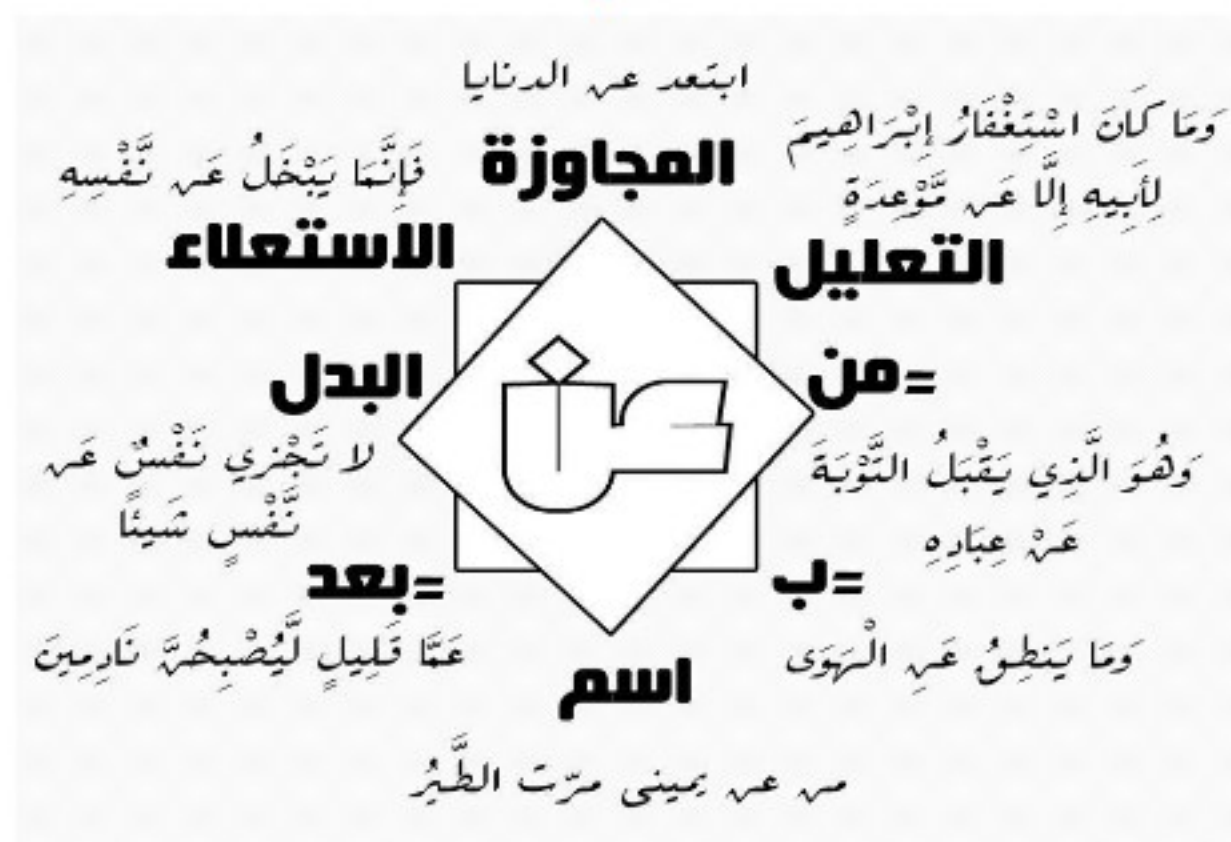 ابتعد عن الدنايا
المجاوزة
وَمَا كَانَ اسْتِغْفَارُ إِبْرَاهِيمَ
لِأَبِيهِ إِلَّا عَن مَّوْعِدَةٍ
التعليل
فَإِنَّمَا يَبْخَلُ عَن نَّفْسِهِ
الاستعلاء
عن
=من
وَهُوَ الَّذِي يَقْبَلُ التَّوْبَةَ
عَنْ عِبَادِهِ
البدل
لا تَجْزِي نَفْسٌ عَن
نَّفْسٍ شَيئًا
=ب
وَمَا يَنطِقُ عَنِ الْهَوَى
=بعد
عَمَّا قَلِيلٍ لَّيُصْبِحُنَّ نَادِمِينَ
اسم
من عن يميني مرّت الطَّيْرُ